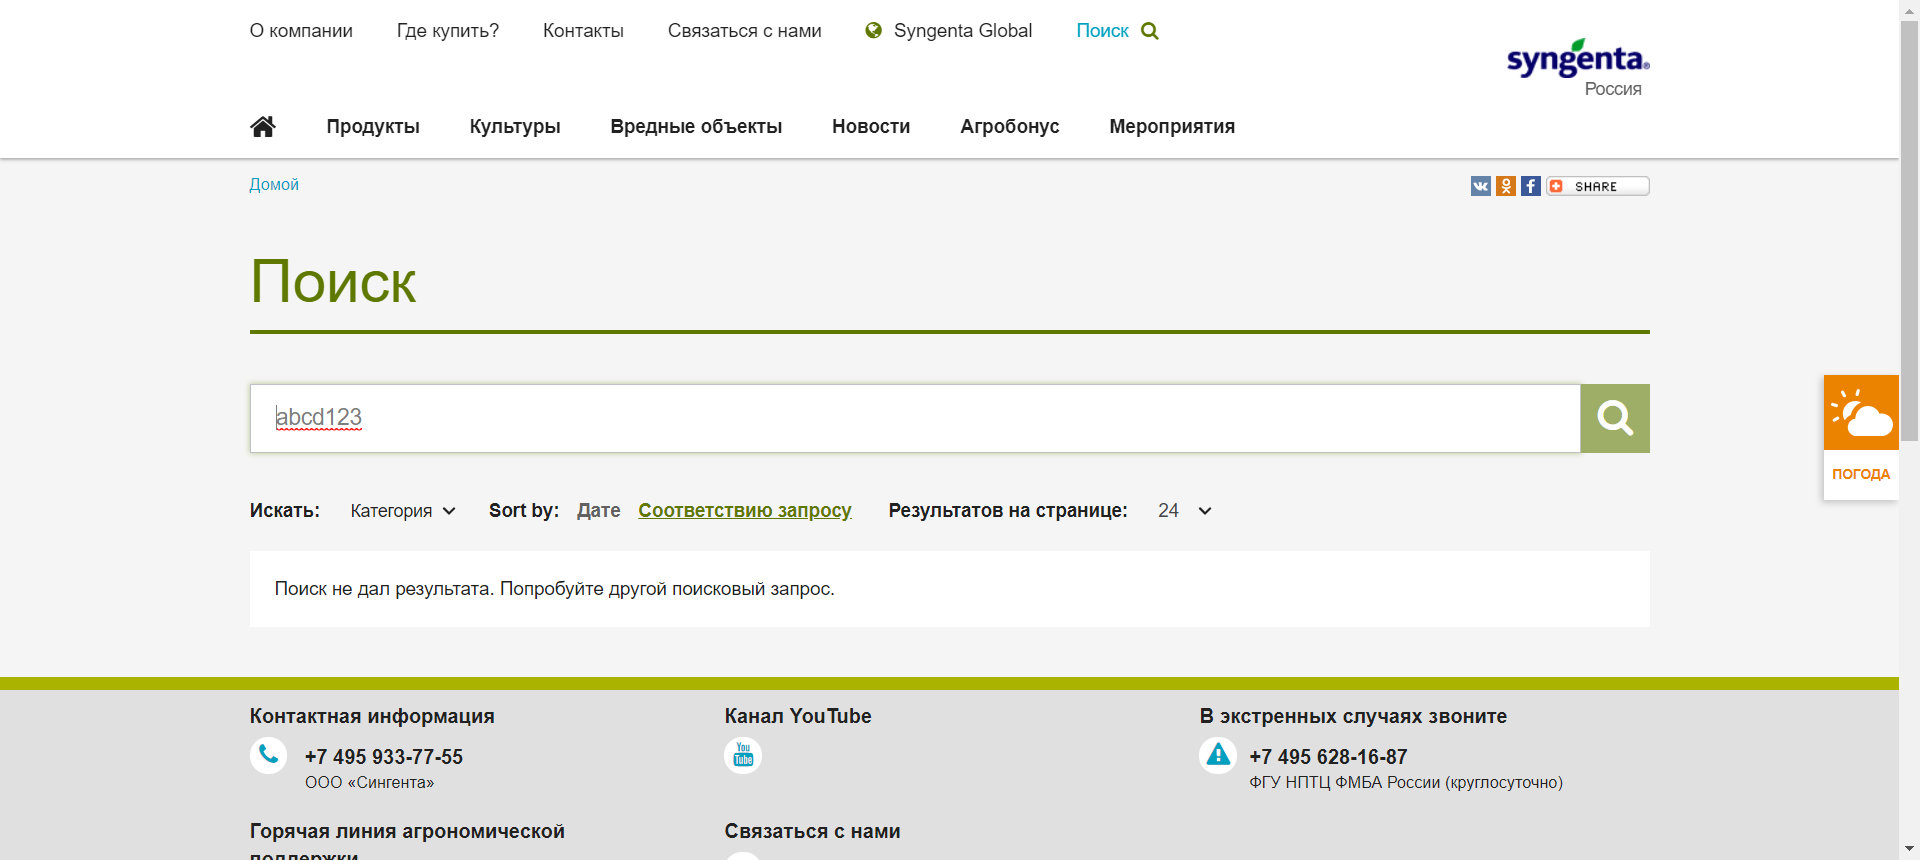 О компании Где купить? Контакты Связаться с нами Syngenta Global Поиск
syngenta®
Россия
Продукты Культуры Вредные объекты Новости Агробонус Мероприятия
Домой
SHARE
Поиск
abcd123
ПОГОДА
Искать: Категория Sort by: Дате Соответствию запросу Результатов на странице: 24
Поиск не дал результата. Попробуйте другой поисковый запрос.
Контактная информация
+7 495 933-77-55
ООО «Сингента»
Канал YouTube
You
Tube
В экстренных случаях звоните
+7 495 628-16-87
ФГУ НПТЦ ФМБА России (круглосуточно)
Горячая линия агрономической
поддержки
Связаться с нами